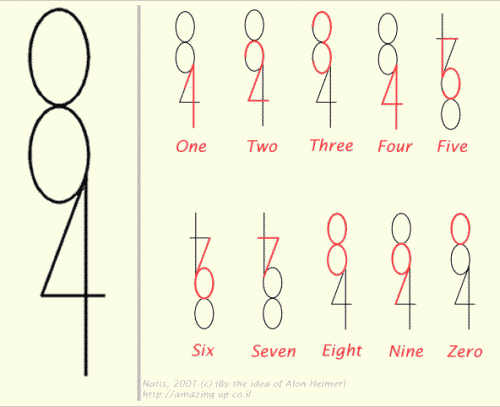 One Two Three Four Five
Six Seven Eight Nine Zero
Natis, 2001 (c) {By the idea of Alon Heimer}
http://amazing.up.co.il